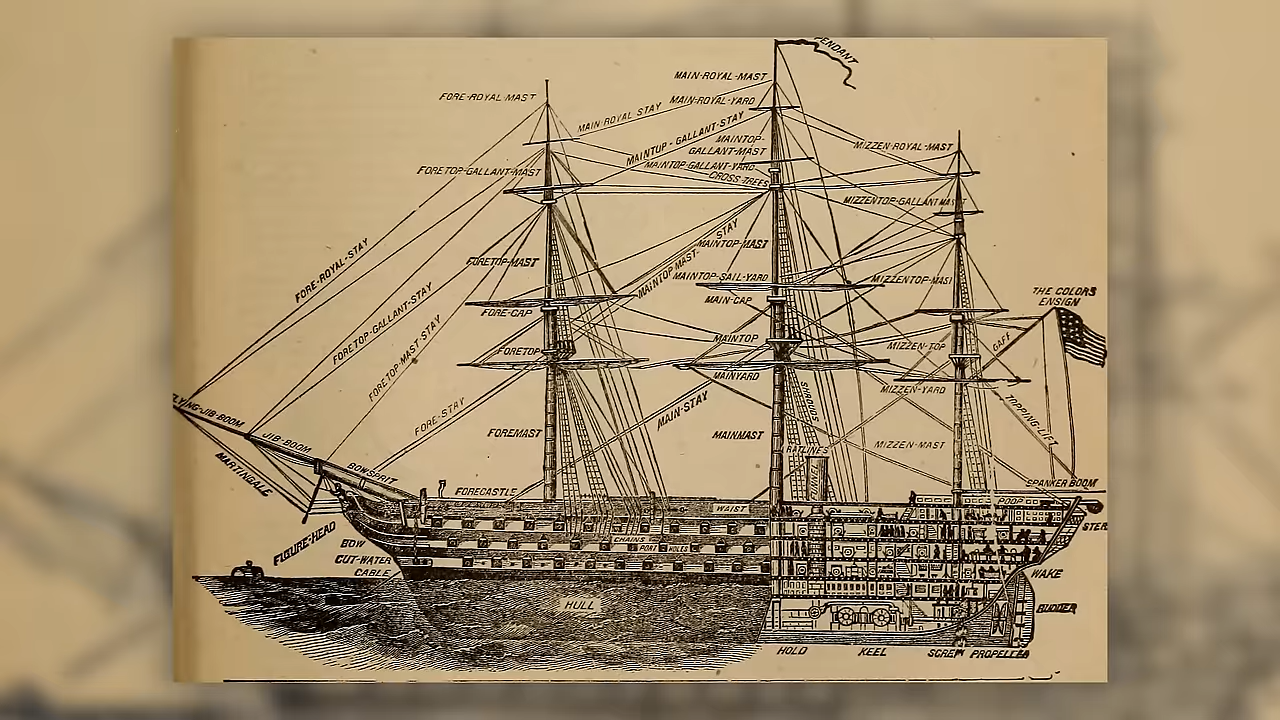 PENDANT
MAIN-ROYAL-MAST
FORE-ROYAL MAST
MAIN-ROYAL-YARD
MAIN-ROYAL STAY
MAINTOP-GALLANT-STAY
MAINTOP-
GALLANT-MAST
MIZZEN-ROYAL-MAST
FORETOP-GALLANT-MAST
MAINTOP-GALLANT-YARD
CROSS-TREES
MIZZENTOP-GALLANT MAST
FORE-ROYAL-STAY
FORETOP-MAST
MAINTOP-MAST-
STAY
MAINTOP-MAST
MAINTOP-SAIL-YARD
MIZZENTOP-MAST
FORETOP-GALLANT-STAY
FORE-CAP
MAIN-CAP
THE COLORS
ENSIGN
FORETOP-MAST STAY
FORETOP
MAINTOP
MIZZEN-TOP
GAFF
MAINYARD
MIZZEN-YARD
FLYING-JIB-BOOM
JIB-BOOM
FORE-STAY
MAIN-STAY
SHROUDS
TOPPING-LIFT
FOREMAST
MAINMAST
RATLINES
MIZZEN-MAST
MARTINGALE
BOWSPRIT
FORECASTLE
FUNNEL
SPANKER BOOM
WAIST
POOP
FIGURE-HEAD
BOW
CUT-WATER
CABLE
CHAINS
PORT HOLES
STER
WAKE
HULL
RUDDER
HOLD
KEEL
SCREW PROPELLER